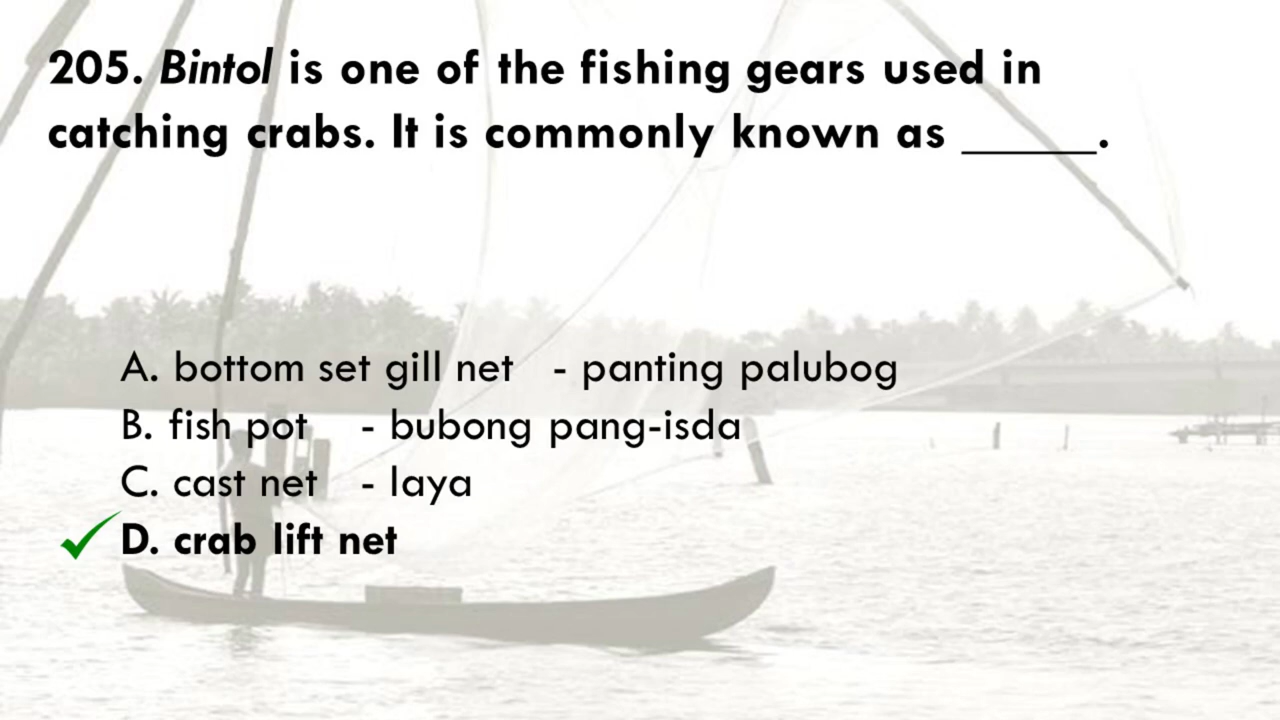 205. Bintol is one of the fishing gears used in
catching crabs. It is commonly known as ______.
A. bottom set gill net - panting palubog
B. fish pot - bubong pang-isda
C. cast net - laya
D. crab lift net